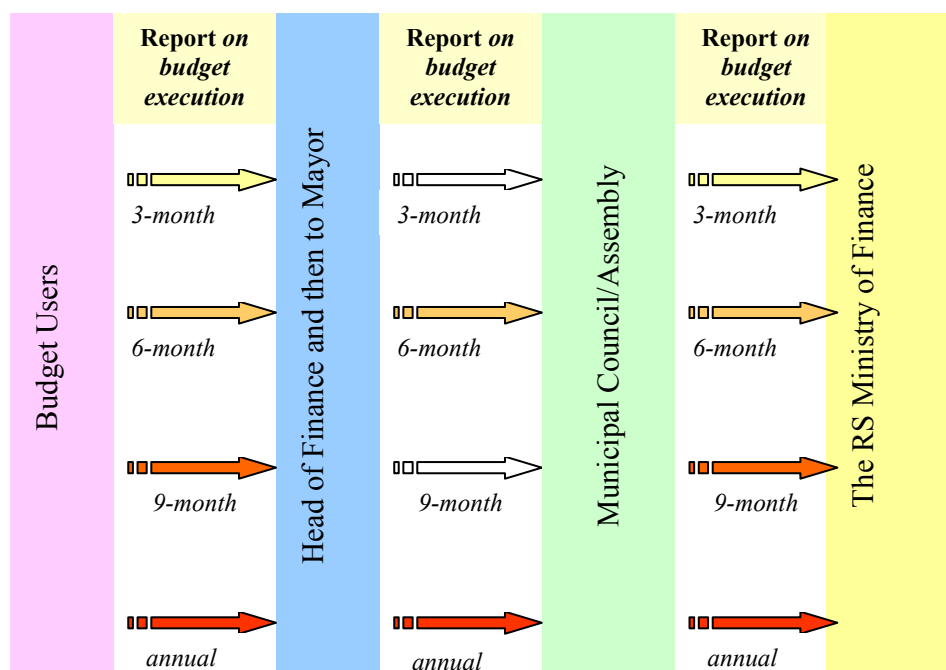 Report on
budget
execution
Report on
budget
execution
Report on
budget
execution
Budget Users
Head of Finance and then to Mayor
Municipal Council/Assembly
The RS Ministry of Finance
3-month
3-month
3-month
6-month
6-month
6-month
9-month
9-month
9-month
annual
annual
annual